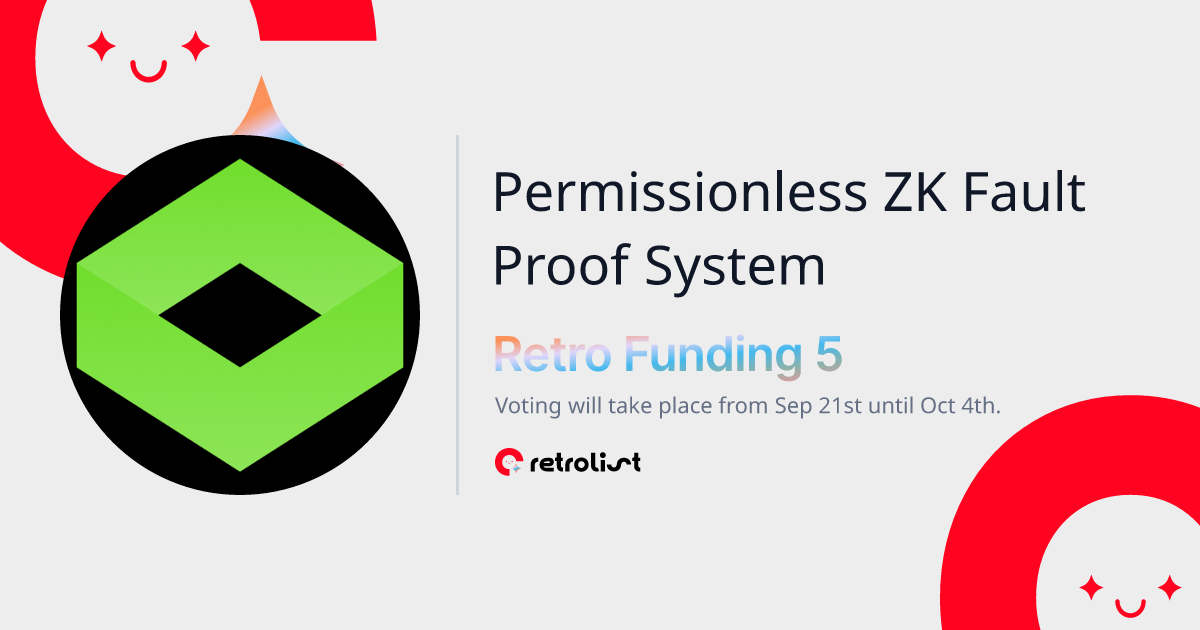 Permissionless ZK Fault
Proof System
Retro Funding 5
Voting will take place from Sep 21st until Oct 4th.
retrolist